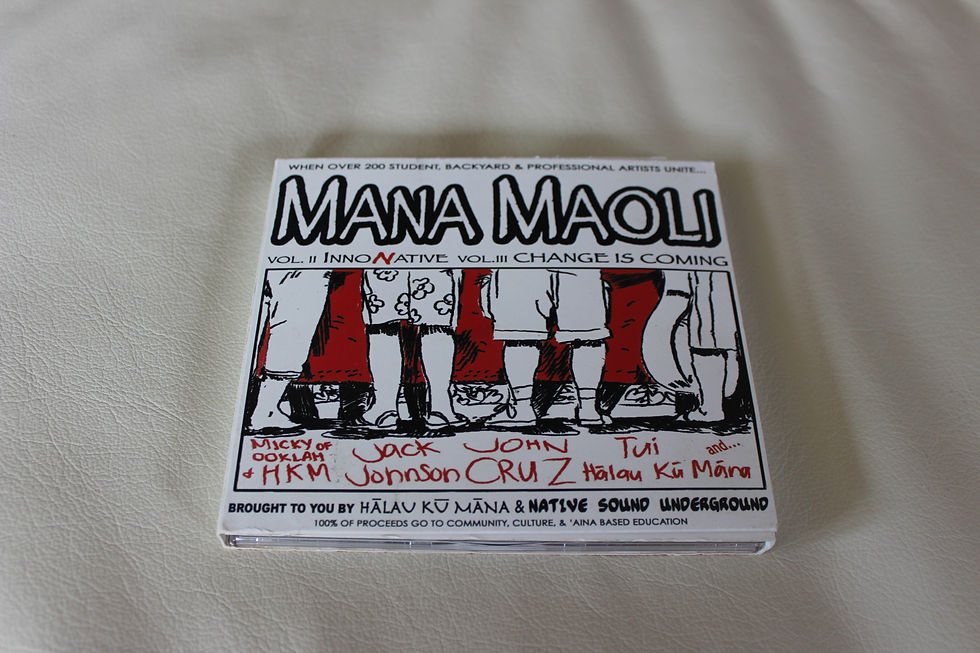 WHEN OVER 200 STUDENT, BACKYARD & PROFESSIONAL ARTISTS UNITE...
MANA MAOLI
VOL. II INNONATIVE VOL.III CHANGE IS COMING
MICKY OF OOKLAH & HKM
Jack Johnson
JOHN CRUZ
Tui
and...
Hālau Kū Māna
BROUGHT TO YOU BY HĀLAU KŪ MĀNA & NATIVE SOUND UNDERGROUND
100% OF PROCEEDS GO TO COMMUNITY, CULTURE, & 'AINA BASED EDUCATION